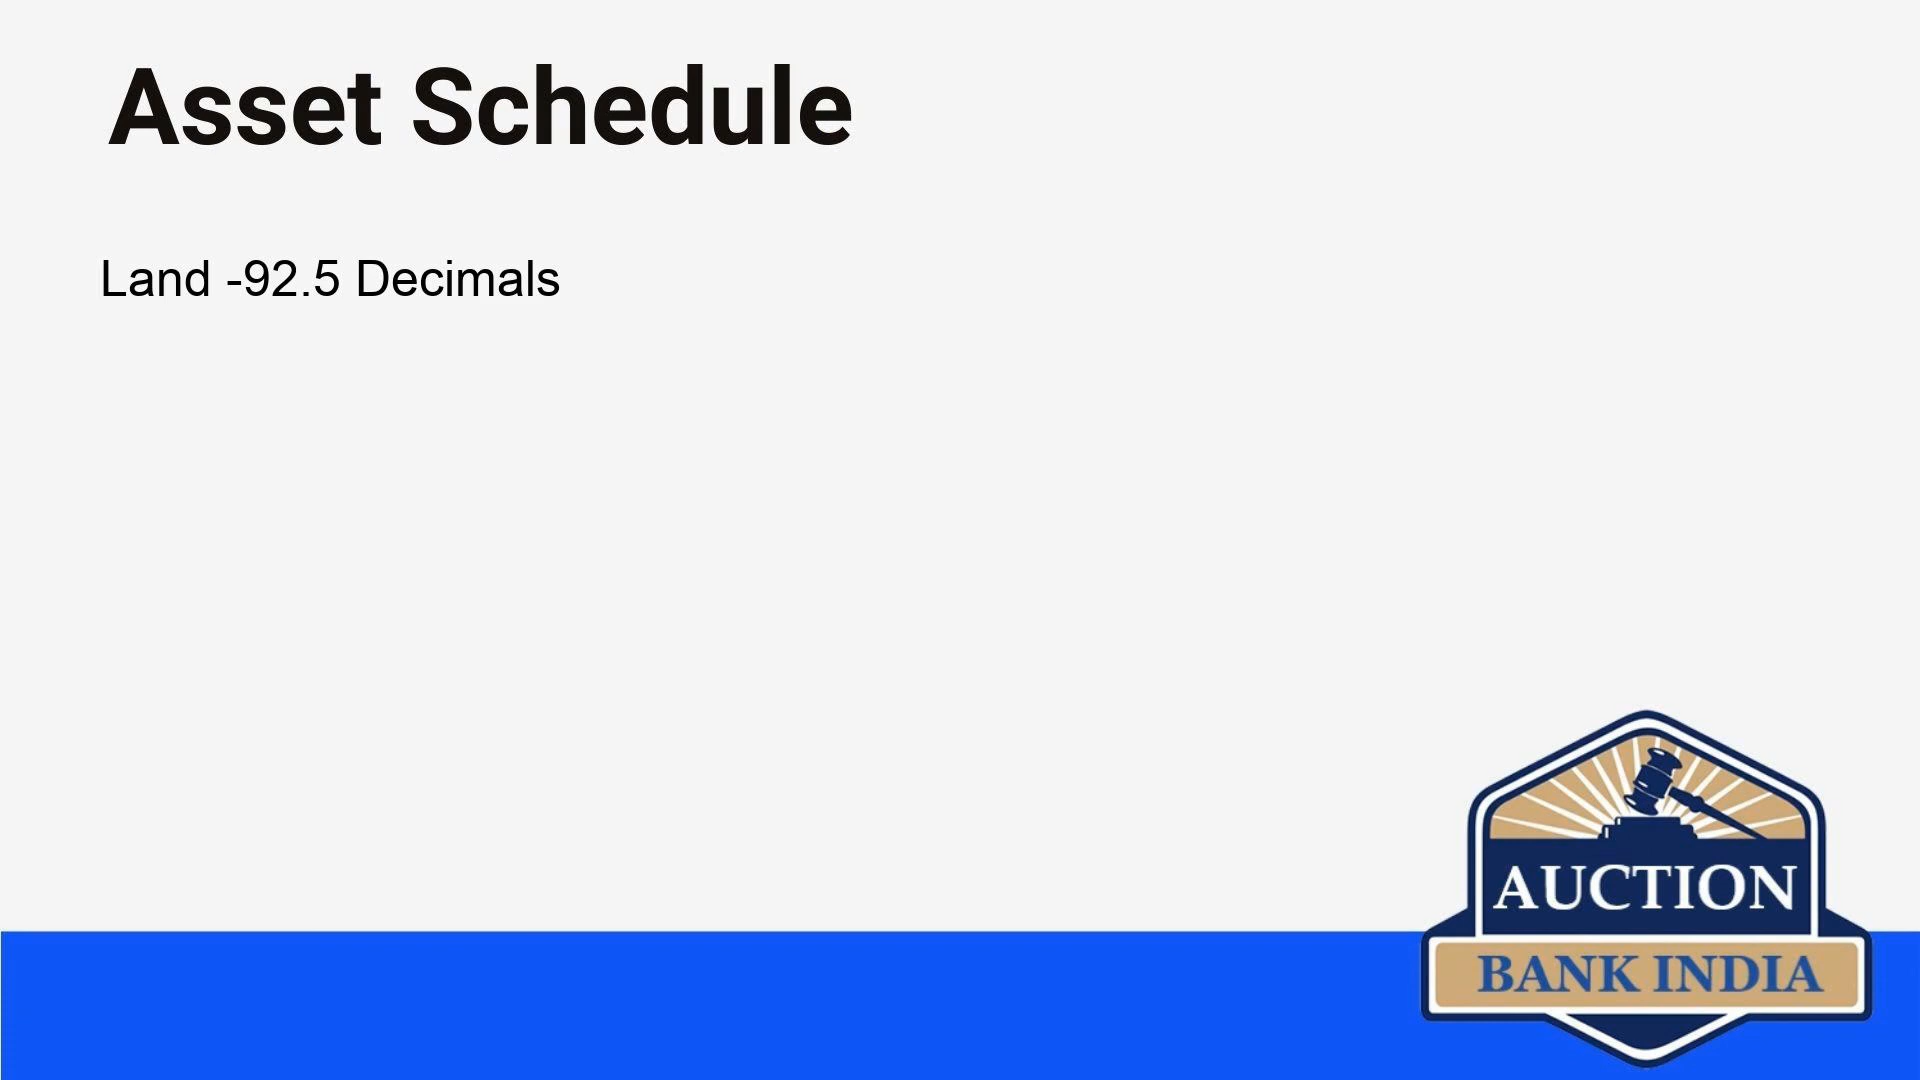 Asset Schedule
Land -92.5 Decimals
AUCTION
BANK INDIA